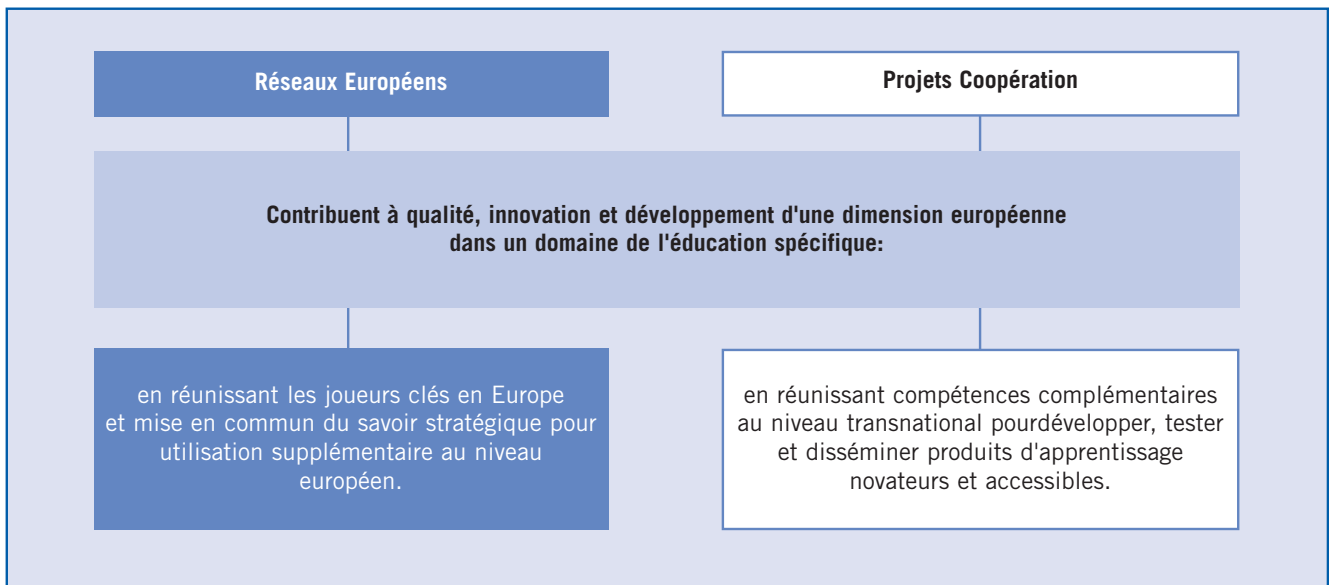 Réseaux Européens
Projets Coopération
Contribuent à qualité, innovation et développement d'une dimension européenne
dans un domaine de l'éducation spécifique:
en réunissant les joueurs clés en Europe
et mise en commun du savoir stratégique pour
utilisation supplémentaire au niveau
européen.
en réunissant compétences complémentaires
au niveau transnational pourdévelopper, tester
et disséminer produits d'apprentissage
novateurs et accessibles.